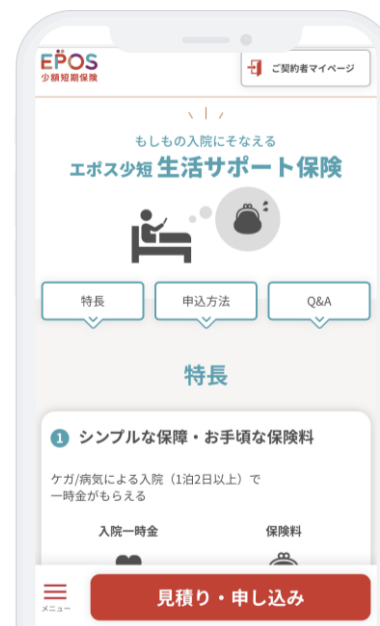 EPOS
少額短期保険
ご契約者マイページ
もしもの入院にそなえる
エポス少短 生活サポート保険
特長
申込方法
Q&A
特長
1 シンプルな保障・お手頃な保険料
ケガ/病気による入院（1泊2日以上）で
一時金がもらえる
入院一時金
保険料
メニュー
見積り・申し込み